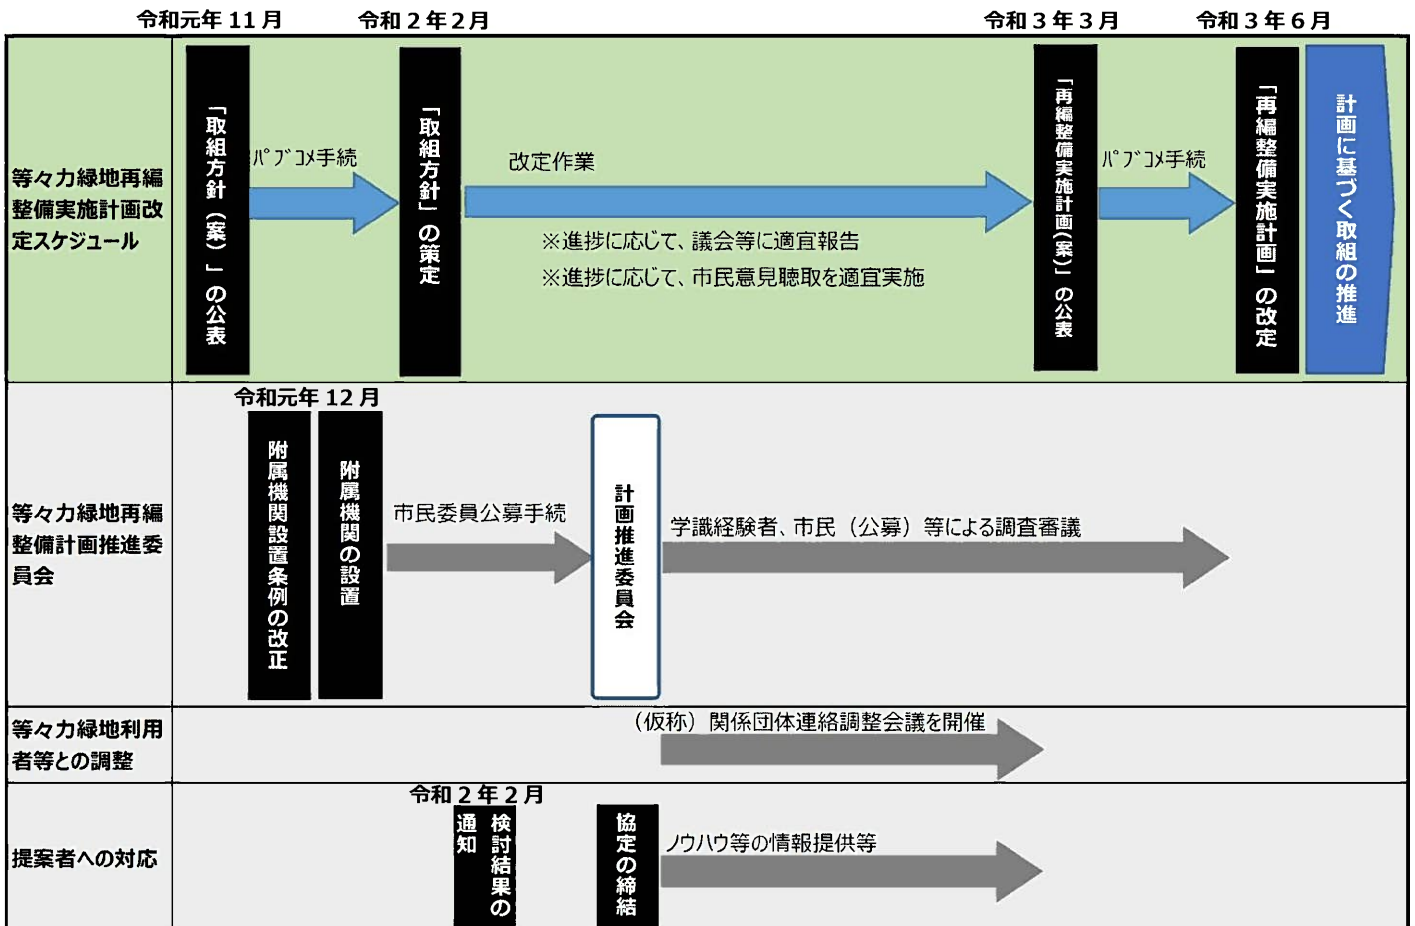 令和元年 11 月
令和２年２月
令和３年３月
令和３年６月
等々力緑地再編
整備実施計画改
定スケジュール
「取組方針（案）」の公表
ﾊﾟﾌﾞｺﾒ手続
「取組方針」の策定
改定作業
※進捗に応じて、議会等に適宜報告
※進捗に応じて、市民意見聴取を適宜実施
「再編整備実施計画(案)」の公表
ﾊﾟﾌﾞｺﾒ手続
「再編整備実施計画」の改定
計画に基づく取組の推進
等々力緑地再編
整備計画推進委
員会
令和元年 12 月
附属機関設置条例の改正
附属機関の設置
市民委員公募手続
計画推進委員会
学識経験者、市民（公募）等による調査審議
等々力緑地利用
者等との調整
（仮称）関係団体連絡調整会議を開催
提案者への対応
令和２年２月
検討結果の
通知
協定の締結
ノウハウ等の情報提供等